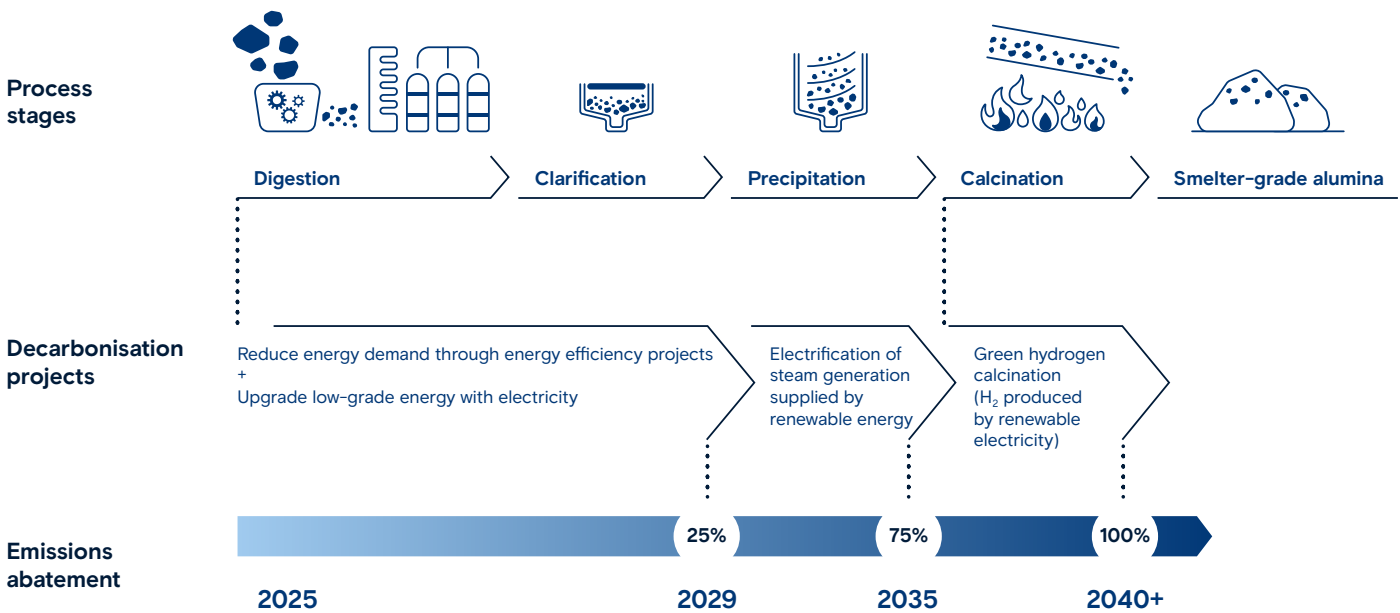 Process
stages
Digestion
Clarification
Precipitation
Calcination
Smelter-grade alumina
Decarbonisation
projects
Reduce energy demand through energy efficiency projects
+
Upgrade low-grade energy with electricity
Electrification of
steam generation
supplied by
renewable energy
Green hydrogen
calcination
(H₂ produced
by renewable
electricity)
Emissions
abatement
25%
75%
100%
2025
2029
2035
2040+